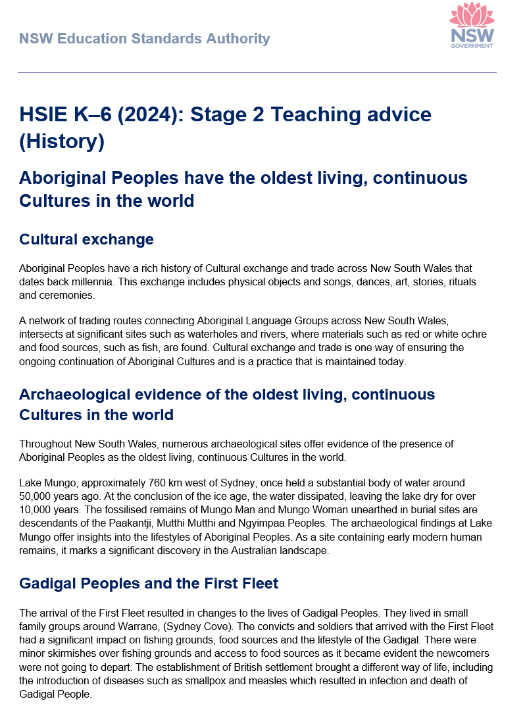 NSW Education Standards Authority
NSW
GOVERNMENT
HSIE K–6 (2024): Stage 2 Teaching advice
(History)
Aboriginal Peoples have the oldest living, continuous
Cultures in the world
Cultural exchange
Aboriginal Peoples have a rich history of Cultural exchange and trade across New South Wales that
dates back millennia. This exchange includes physical objects and songs, dances, art, stories, rituals
and ceremonies.
A network of trading routes connecting Aboriginal Language Groups across New South Wales,
intersects at significant sites such as waterholes and rivers, where materials such as red or white ochre
and food sources, such as fish, are found. Cultural exchange and trade is one way of ensuring the
ongoing continuation of Aboriginal Cultures and is a practice that is maintained today.
Archaeological evidence of the oldest living, continuous
Cultures in the world
Throughout New South Wales, numerous archaeological sites offer evidence of the presence of
Aboriginal Peoples as the oldest living, continuous Cultures in the world.
Lake Mungo, approximately 760 km west of Sydney, once held a substantial body of water around
50,000 years ago. At the conclusion of the ice age, the water dissipated, leaving the lake dry for over
10,000 years. The fossilised remains of Mungo Man and Mungo Woman unearthed in burial sites are
descendants of the Paakantji, Mutthi Mutthi and Ngyimpaa Peoples. The archaeological findings at Lake
Mungo offer insights into the lifestyles of Aboriginal Peoples. As a site containing early modern human
remains, it marks a significant discovery in the Australian landscape.
Gadigal Peoples and the First Fleet
The arrival of the First Fleet resulted in changes to the lives of Gadigal Peoples. They lived in small
family groups around Warrane, (Sydney Cove). The convicts and soldiers that arrived with the First Fleet
had a significant impact on fishing grounds, food sources and the lifestyle of the Gadigal. There were
minor skirmishes over fishing grounds and access to food sources as it became evident the newcomers
were not going to depart. The establishment of British settlement brought a different way of life, including
the introduction of diseases such as smallpox and measles which resulted in infection and death of
Gadigal People.